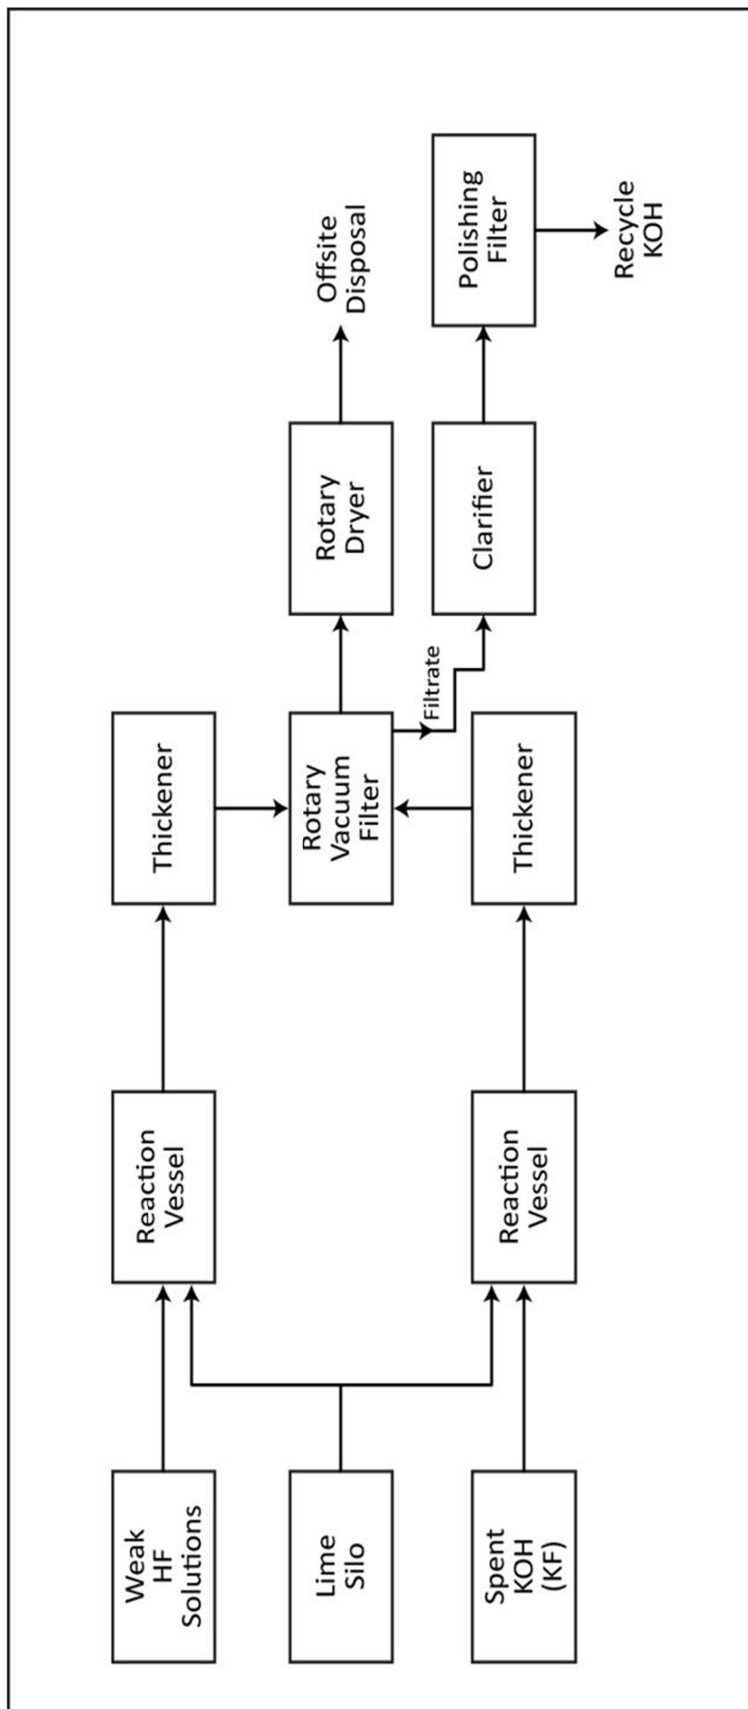 Weak
HF
Solutions
Lime
Silo
Spent
KOH
(KF)
Reaction
Vessel
Reaction
Vessel
Thickener
Rotary
Vacuum
Filter
Thickener
Filtrate
Rotary
Dryer
Clarifier
Offsite
Disposal
Polishing
Filter
Recycle
KOH